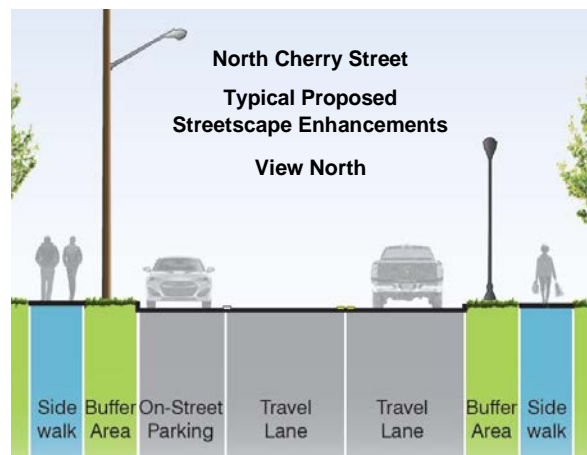 North Cherry Street
Typical Proposed
Streetscape Enhancements
View North
Side walk
Buffer Area
On-Street Parking
Travel Lane
Travel Lane
Buffer Area
Side walk